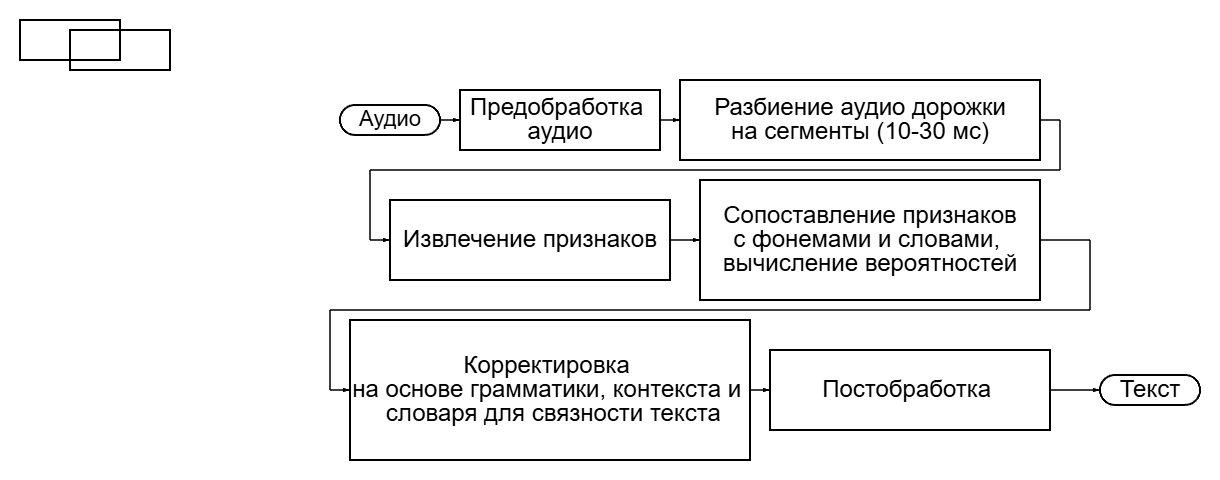 Аудио
Предобработка
аудио
Разбиение аудио дорожки
на сегменты (10-30 мс)
Извлечение признаков
Сопоставление признаков
с фонемами и словами,
вычисление вероятностей
Корректировка
на основе грамматики, контекста и
словаря для связности текста
Постобработка
Текст